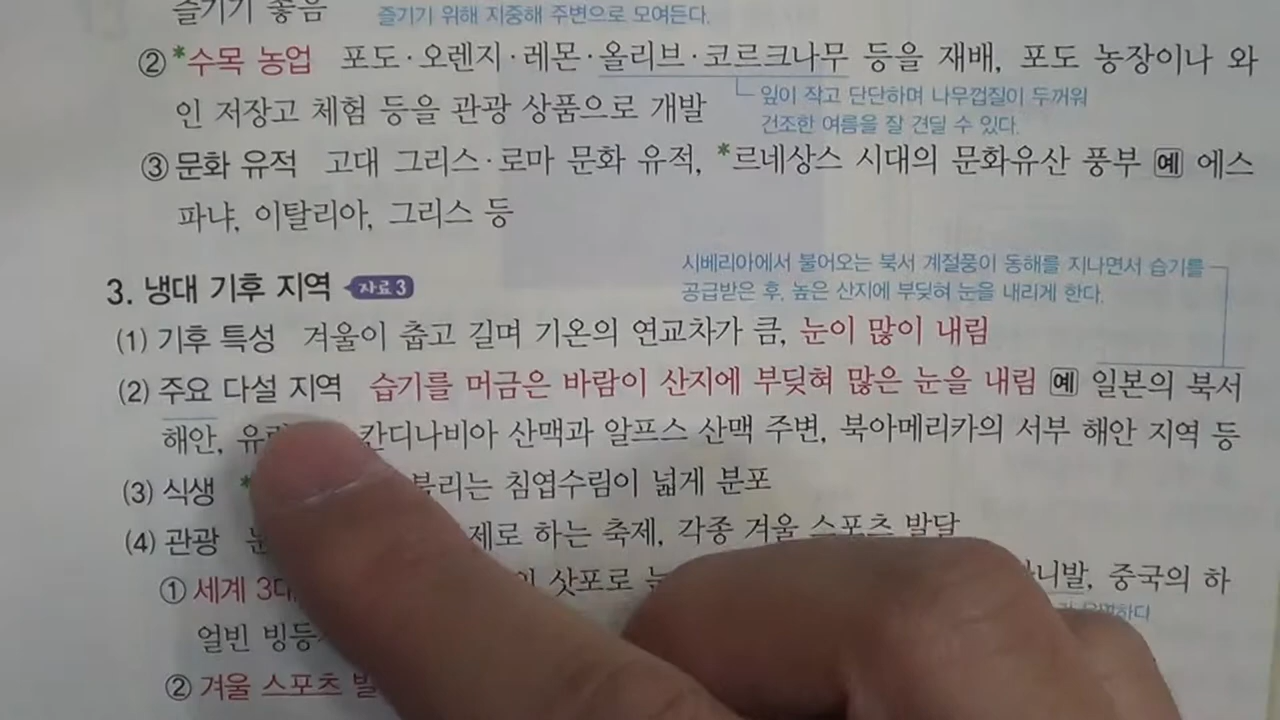 즐기기 좋음 즐기기 위해 지중해 주변으로 모여든다.
② *수목 농업 포도·오렌지·레몬·올리브·코르크나무 등을 재배, 포도 농장이나 와
잎이 작고 단단하며 나무껍질이 두꺼워
인 저장고 체험 등을 관광 상품으로 개발
건조한 여름을 잘 견딜 수 있다.
③ 문화 유적 고대 그리스·로마 문화 유적, *르네상스 시대의 문화유산 풍부 예 에스
파냐, 이탈리아, 그리스 등
시베리아에서 불어오는 북서 계절풍이 동해를 지나면서 습기를
공급받은 후, 높은 산지에 부딪혀 눈을 내리게 한다.
3. 냉대 기후 지역 자료 3
(1) 기후 특성 겨울이 춥고 길며 기온의 연교차가 큼, 눈이 많이 내림
(2) 주요 다설 지역 습기를 머금은 바람이 산지에 부딪혀 많은 눈을 내림 예 일본의 북서
해안, 칸디나비아 산맥과 알프스 산맥 주변, 북아메리카의 서부 해안 지역 등
(3) 식생 * 불리는 침엽수림이 넓게 분포
(4) 관광 제로 하는 축제, 각종 겨울 스포츠 발달
① 세계 3대 삿포로 니발, 중국의 하
얼빈 빙등
② 겨울 스포츠